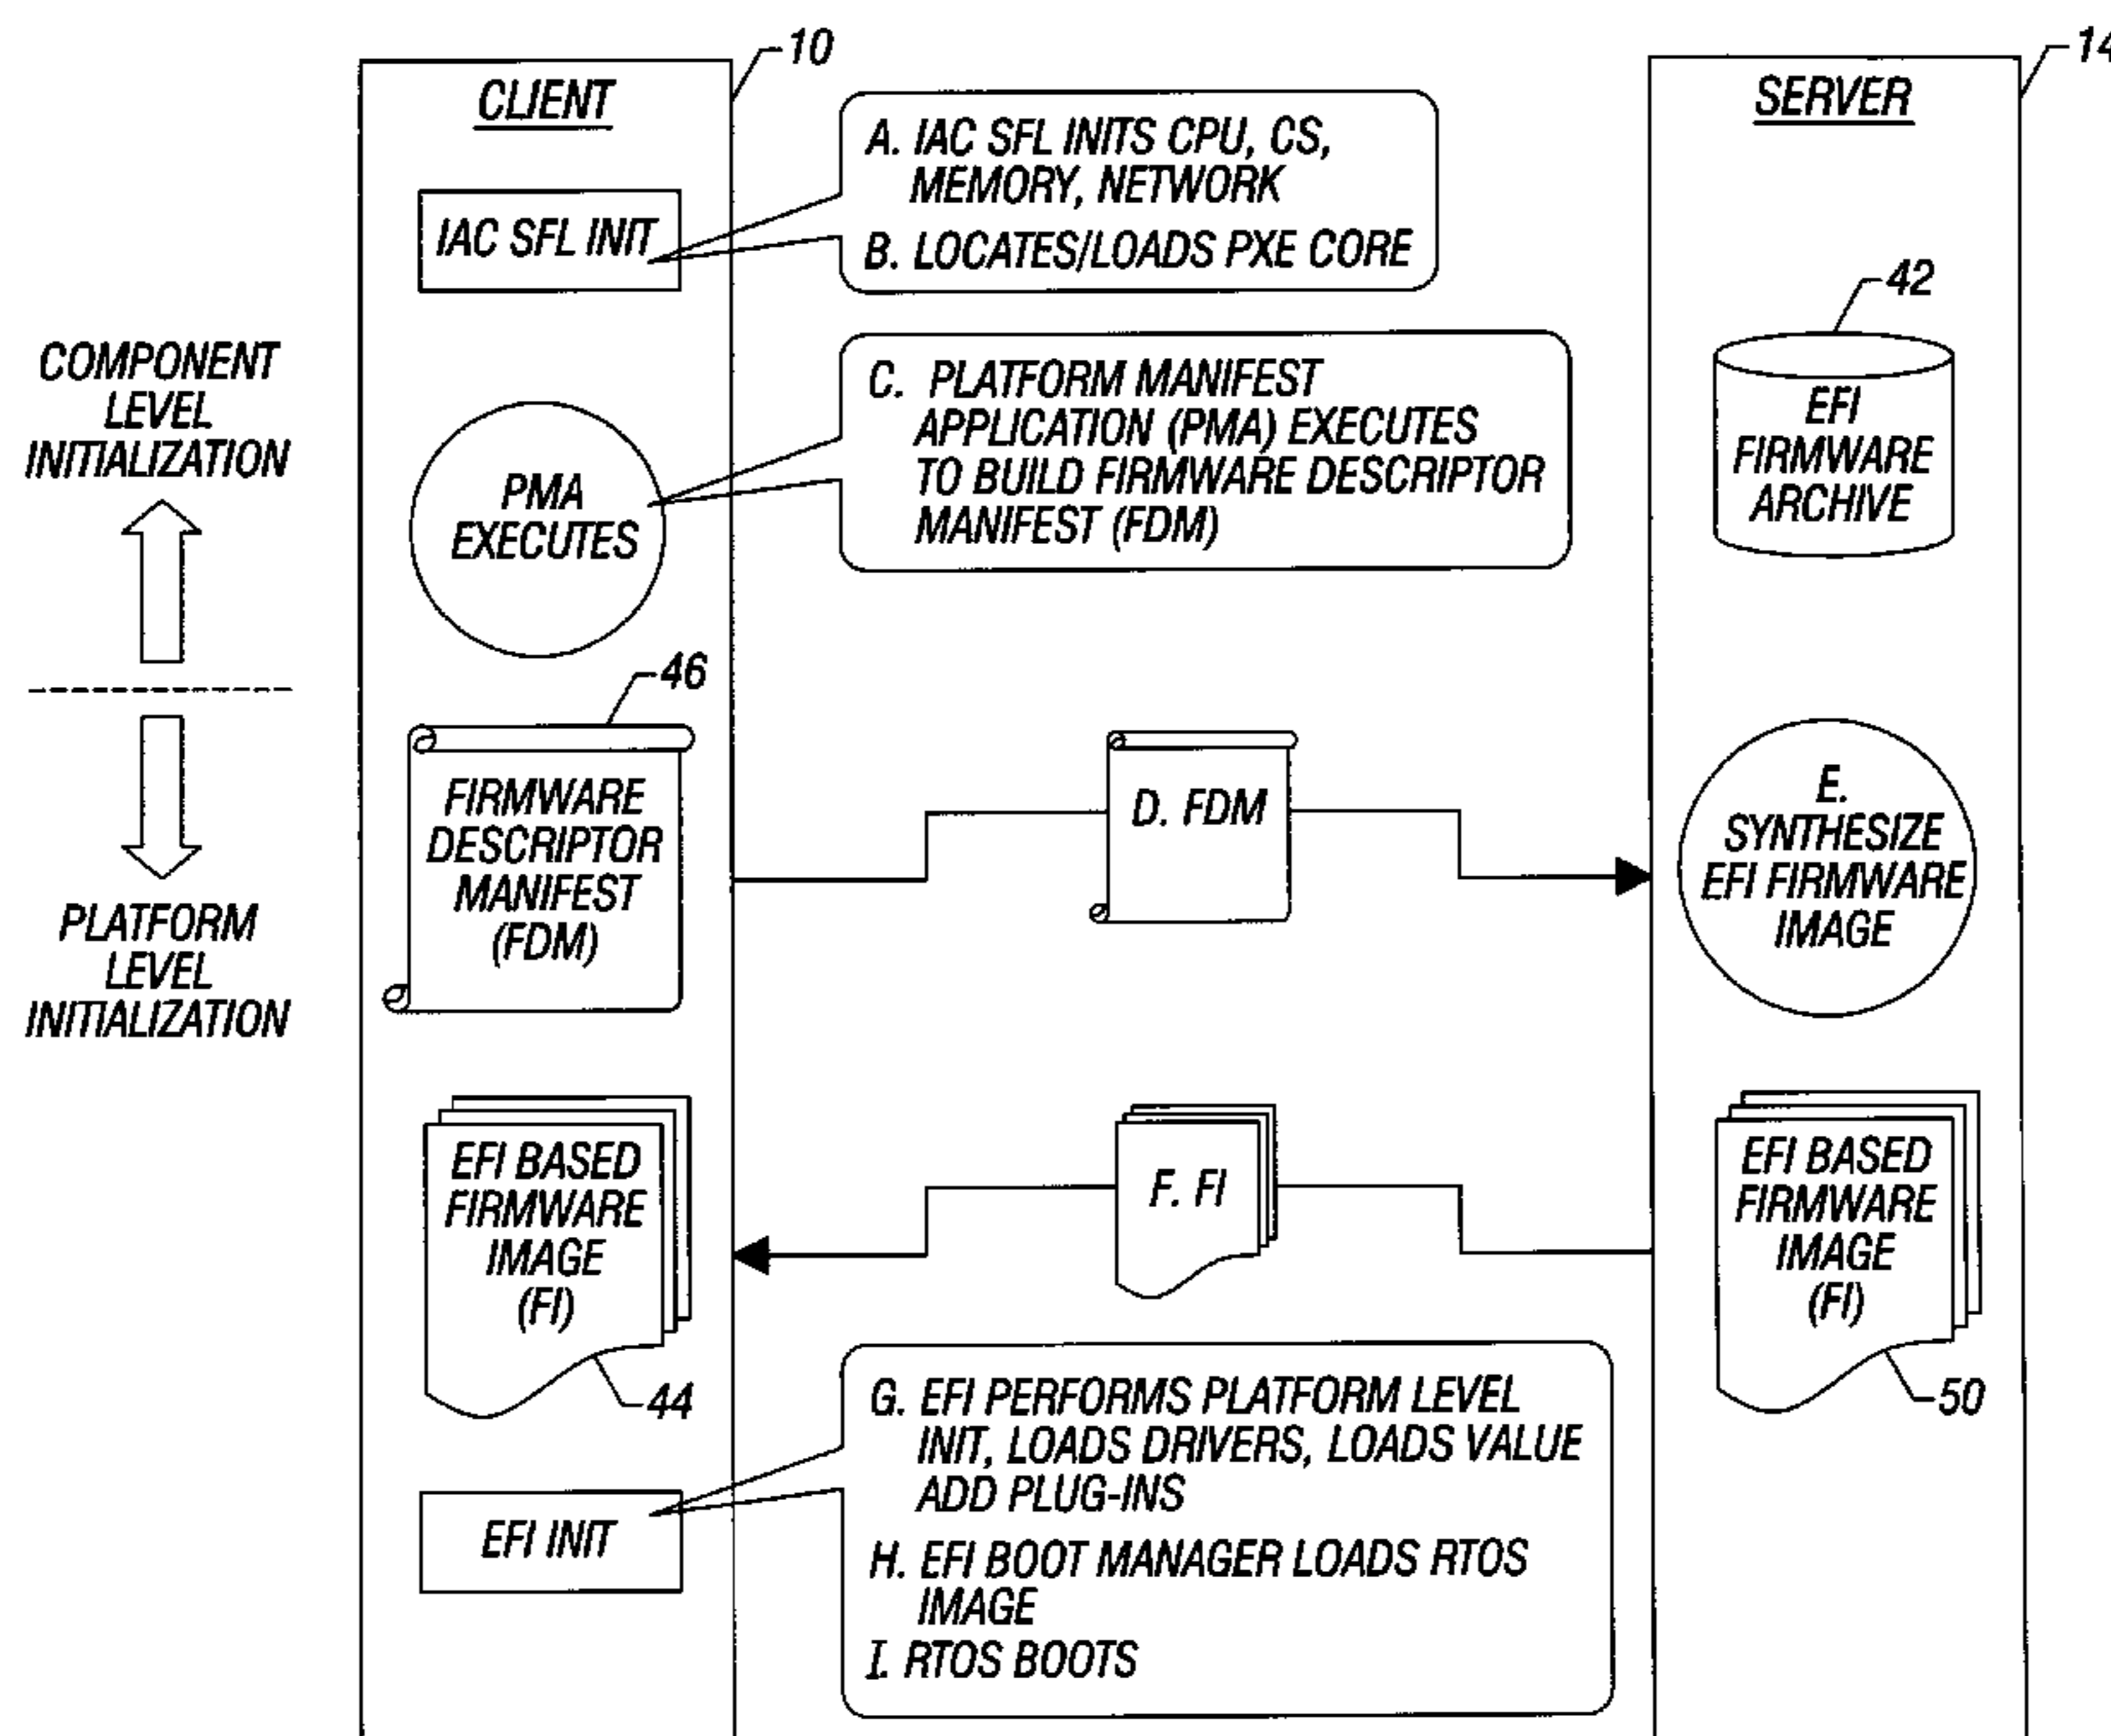 10
14
CLIENT
SERVER
A. IAC SFL INITS CPU, CS,
MEMORY, NETWORK
B. LOCATES/LOADS PXE CORE
IAC SFL INIT
42
COMPONENT
LEVEL
INITIALIZATION
C. PLATFORM MANIFEST
APPLICATION (PMA) EXECUTES
TO BUILD FIRMWARE DESCRIPTOR
MANIFEST (FDM)
EFI
FIRMWARE
ARCHIVE
PMA
EXECUTES
46
FIRMWARE
DESCRIPTOR
MANIFEST
(FDM)
D. FDM
E.
SYNTHESIZE
EFI FIRMWARE
IMAGE
PLATFORM
LEVEL
INITIALIZATION
EFI BASED
FIRMWARE
IMAGE
(FI)
44
F. FI
EFI BASED
FIRMWARE
IMAGE
(FI)
50
G. EFI PERFORMS PLATFORM LEVEL
INIT, LOADS DRIVERS, LOADS VALUE
ADD PLUG-INS
EFI INIT
H. EFI BOOT MANAGER LOADS RTOS
IMAGE
I. RTOS BOOTS